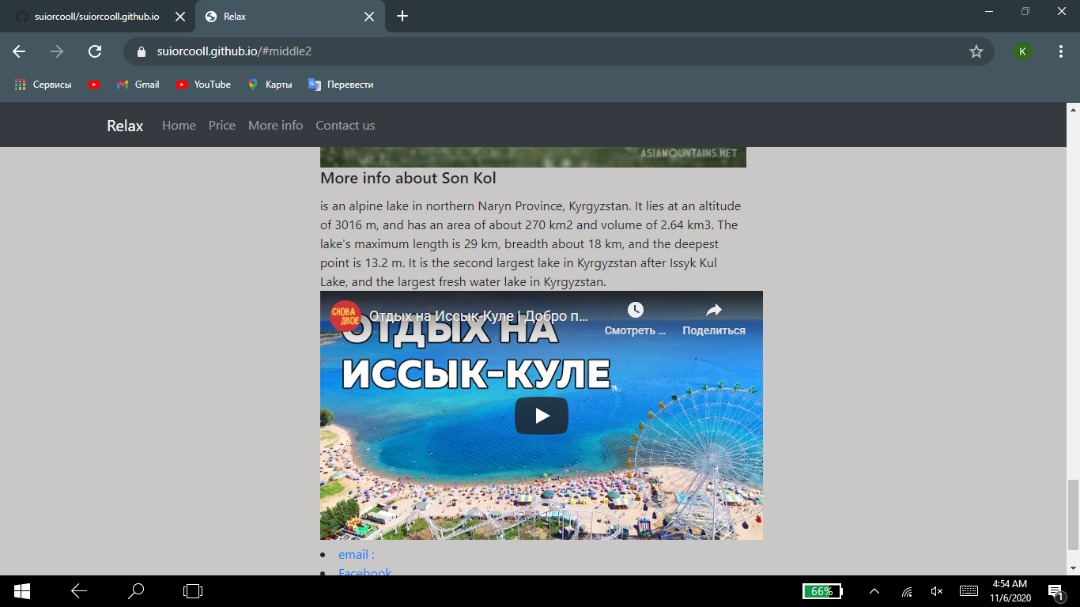 suiorcooll/suiorcooll.github.io
Relax
suiorcooll.github.io/#middle2
K
Сервисы
Gmail
YouTube
Карты
Перевести
Relax Home Price More info Contact us
ASIAMOUNTAINS.NET
More info about Son Kol
is an alpine lake in northern Naryn Province, Kyrgyzstan. It lies at an altitude
of 3016 m, and has an area of about 270 km2 and volume of 2.64 km3. The
lake's maximum length is 29 km, breadth about 18 km, and the deepest
point is 13.2 m. It is the second largest lake in Kyrgyzstan after Issyk Kul
Lake, and the largest fresh water lake in Kyrgyzstan.
СНОВА
ДВОЕ
Отдых на Иссык-Куле | Добро п...
Смотреть ...
Поделиться
ОТДЫХ НА
ИССЫК-КУЛЕ
email :
Facebook
66%
4:54 AM
11/6/2020
1